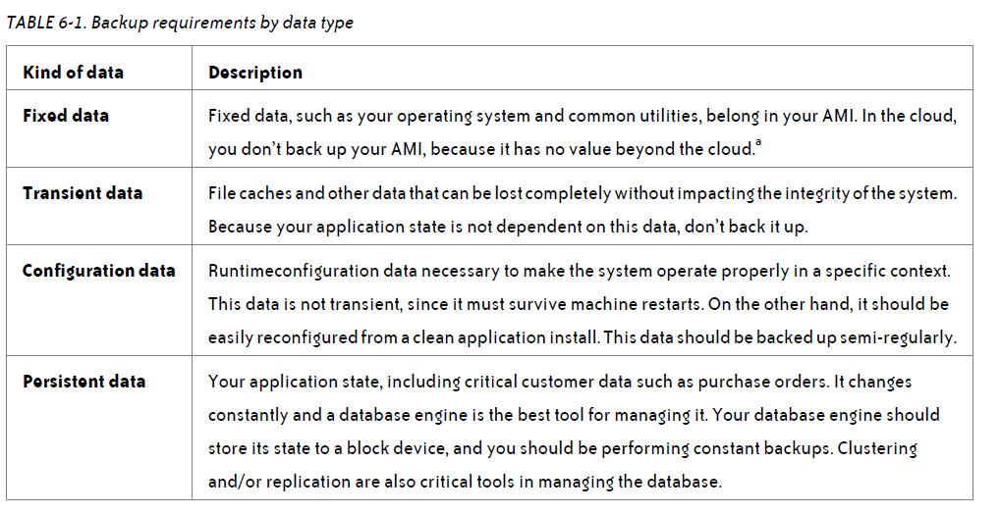 TABLE 6-1. Backup requirements by data type
Kind of data
Description
Fixed data
Fixed data, such as your operating system and common utilities, belong in your AMI. In the cloud,
you don’t back up your AMI, because it has no value beyond the cloud.a
Transient data
File caches and other data that can be lost completely without impacting the integrity of the system.
Because your application state is not dependent on this data, don’t back it up.
Configuration data
Runtimeconfiguration data necessary to make the system operate properly in a specific context.
This data is not transient, since it must survive machine restarts. On the other hand, it should be
easily reconfigured from a clean application install. This data should be backed up semi-regularly.
Persistent data
Your application state, including critical customer data such as purchase orders. It changes
constantly and a database engine is the best tool for managing it. Your database engine should
store its state to a block device, and you should be performing constant backups. Clustering
and/or replication are also critical tools in managing the database.